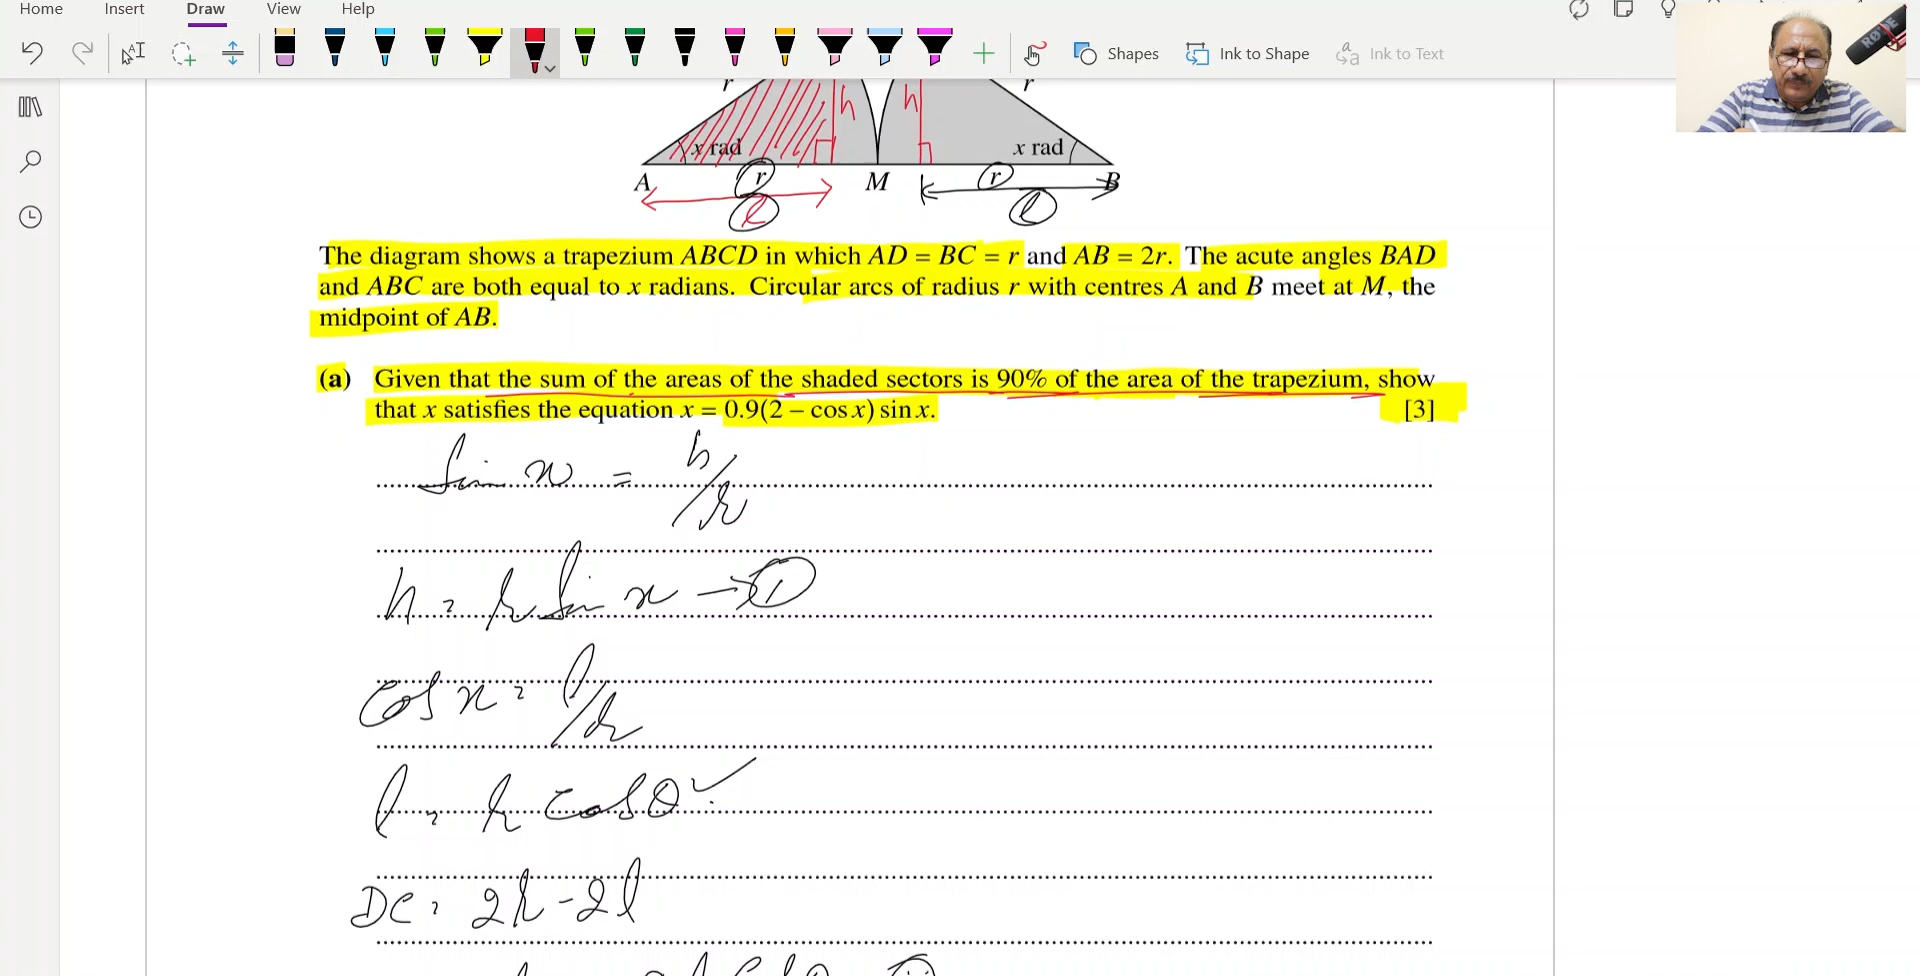 Home Insert Draw View Help
Shapes Ink to Shape Ink to Text
r h h r
x rad x rad
A r M r B
l l
The diagram shows a trapezium ABCD in which AD = BC = r and AB = 2r. The acute angles BAD
and ABC are both equal to x radians. Circular arcs of radius r with centres A and B meet at M, the
midpoint of AB.
(a) Given that the sum of the areas of the shaded sectors is 90% of the area of the trapezium, show
that x satisfies the equation x = 0.9(2 – cos x) sin x. [3]
Sin x = h/r
h = r Sin x → ①
Cos x = l/r
l = r cos θ
DC = 2r - 2l